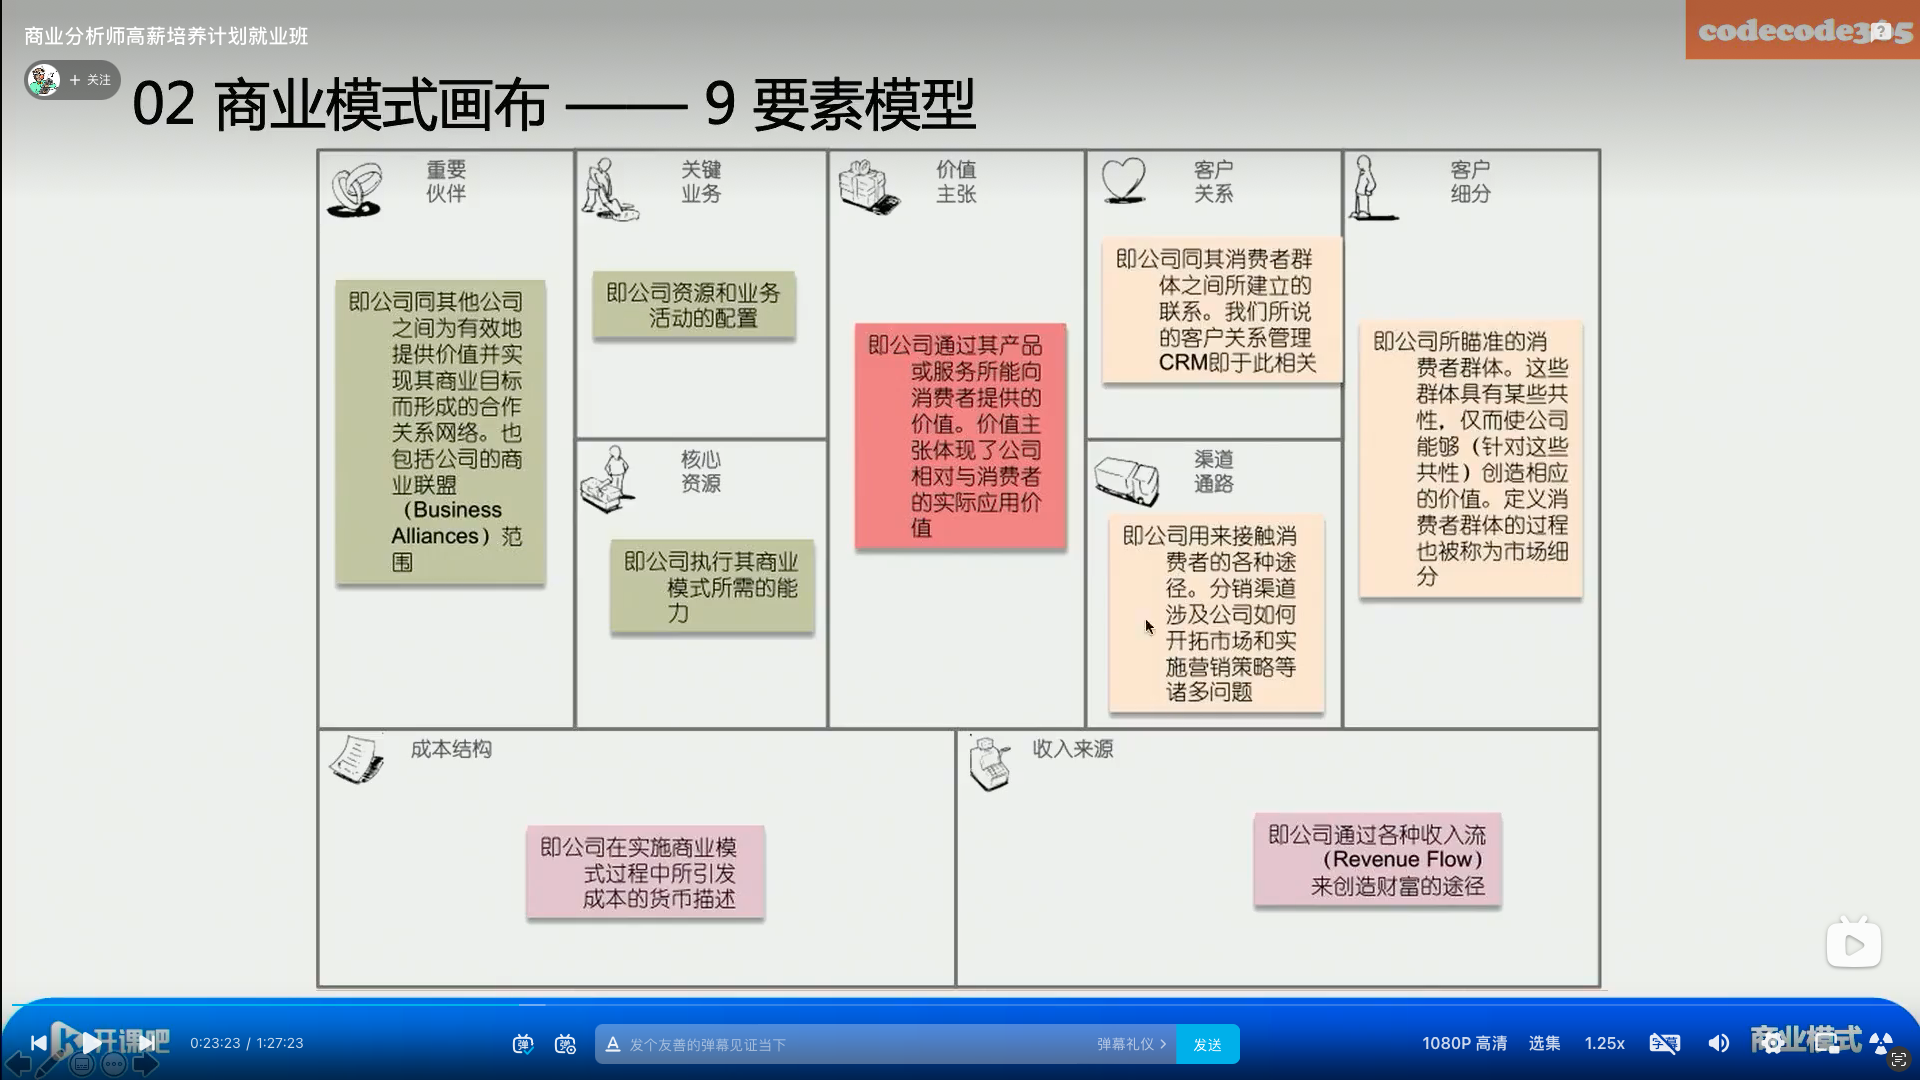 商业分析师高薪培养计划就业班
codecode365
+ 关注
02 商业模式画布 —— 9 要素模型
重要
伙伴
即公司同其他公司
之间为有效地
提供价值并实
现其商业目标
而形成的合作
关系网络。也
包括公司的商
业联盟
（Business
Alliances）范
围
关键
业务
即公司资源和业务
活动的配置
核心
资源
即公司执行其商业
模式所需的能
力
价值
主张
即公司通过其产品
或服务所能向
消费者提供的
价值。价值主
张体现了公司
相对与消费者
的实际应用价
值
客户
关系
即公司同其消费者群
体之间所建立的
联系。我们所说
的客户关系管理
CRM即于此相关
渠道
通路
即公司用来接触消
费者的各种途
径。分销渠道
涉及公司如何
开拓市场和实
施营销策略等
诸多问题
客户
细分
即公司所瞄准的消
费者群体。这些
群体具有某些共
性，仅而使公司
能够（针对这些
共性）创造相应
的价值。定义消
费者群体的过程
也被称为市场细
分
成本结构
即公司在实施商业模
式过程中所引发
成本的货币描述
收入来源
即公司通过各种收入流
（Revenue Flow）
来创造财富的途径
开课吧
0:23:23 / 1:27:23
弹
弹
A 发个友善的弹幕见证当下
弹幕礼仪 >
发送
1080P 高清
选集
1.25x
字幕
商业模式